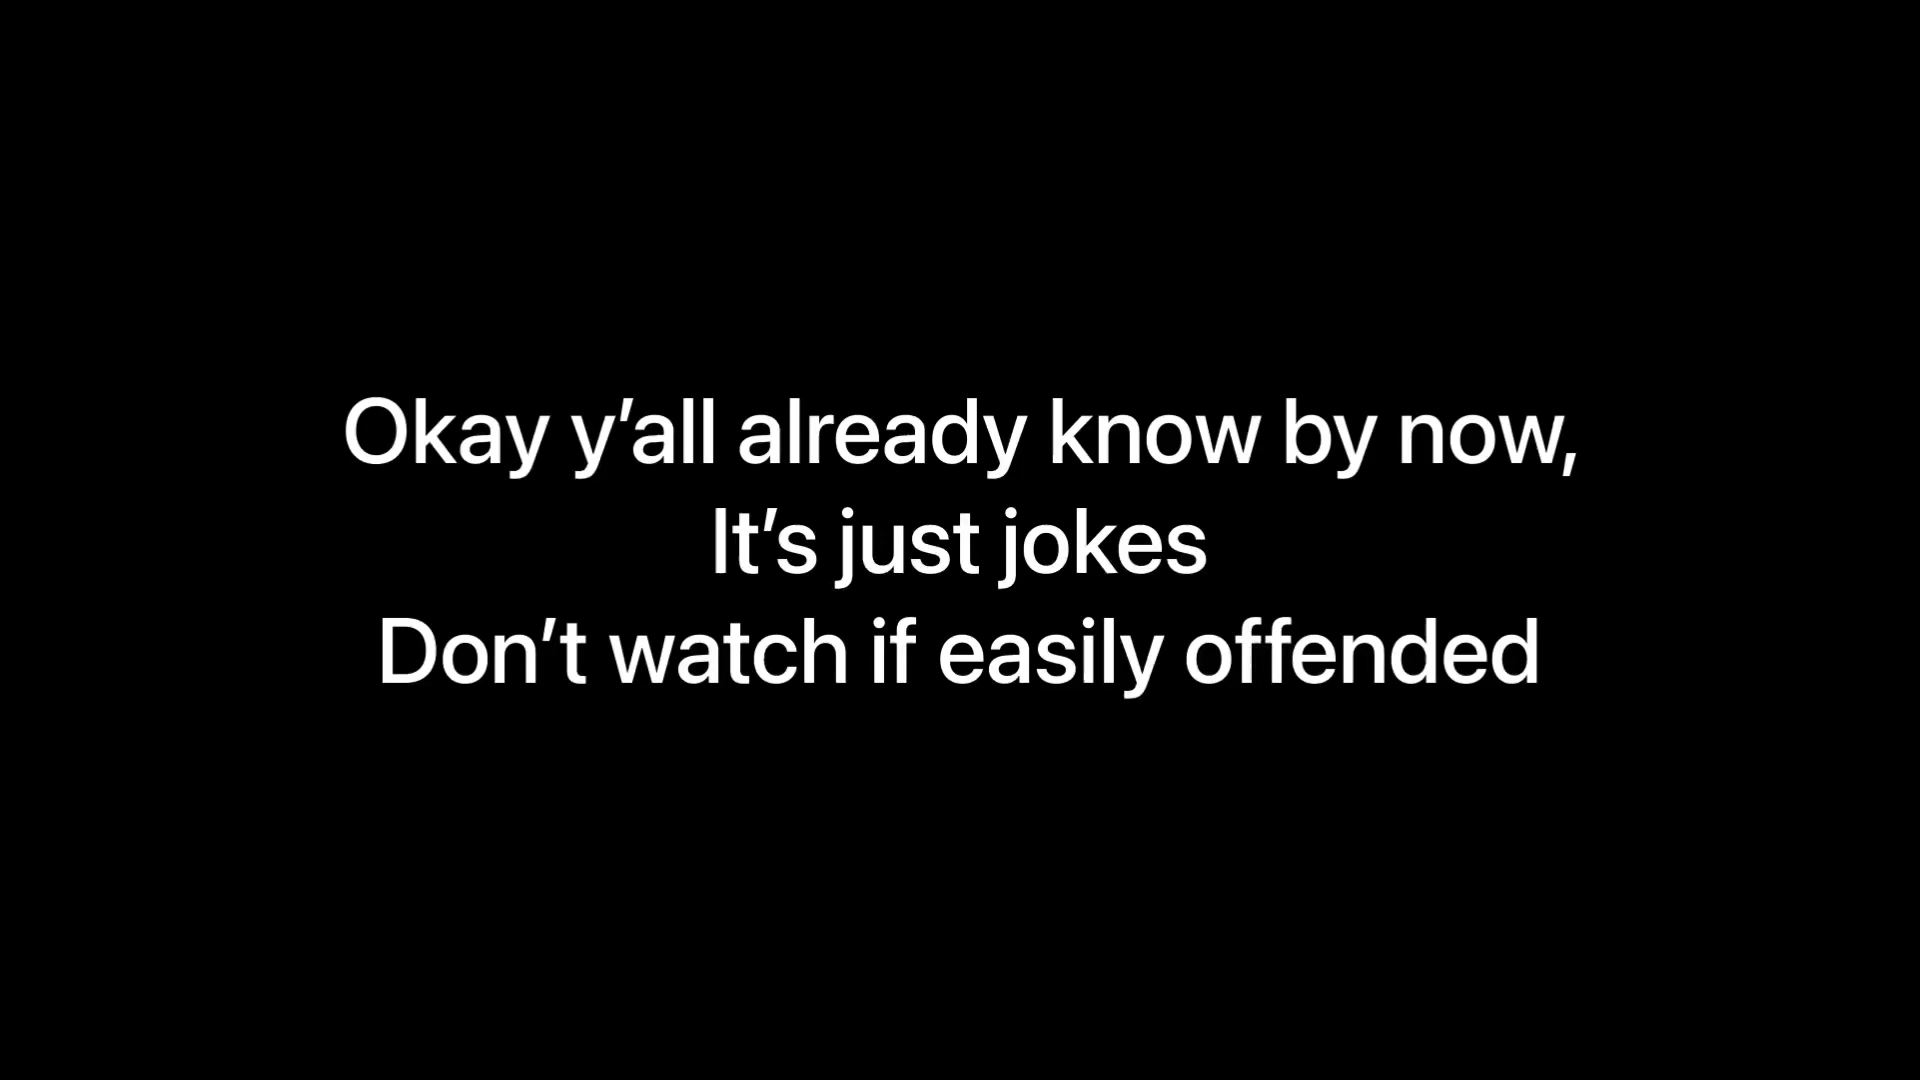 Okay y’all already know by now,
It’s just jokes
Don’t watch if easily offended